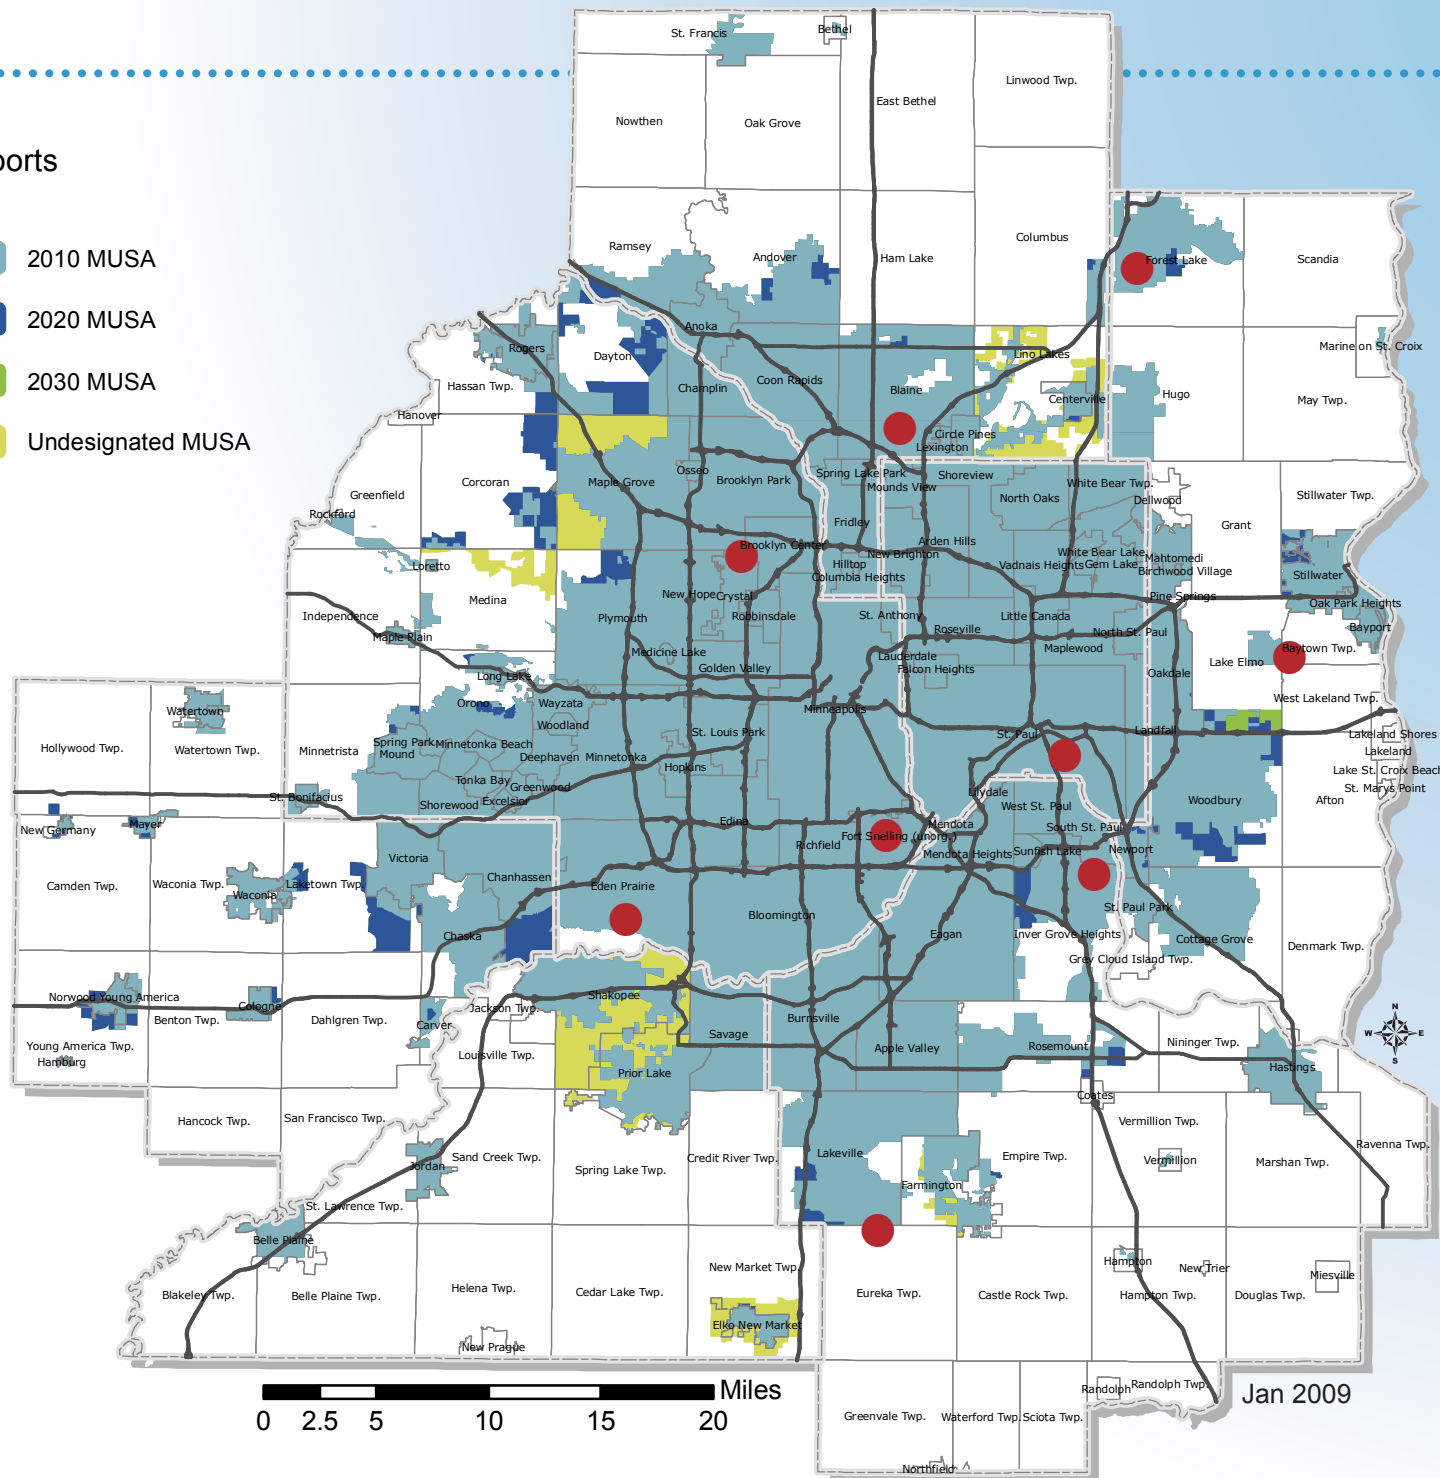 ports
2010 MUSA
2020 MUSA
2030 MUSA
Undesignated MUSA
St. Francis
Bethel
Linwood Twp.
East Bethel
Nowthen
Oak Grove
Ramsey
Andover
Ham Lake
Columbus
Forest Lake
Scandia
Anoka
Rogers
Dayton
Lino Lakes
Marine on St. Croix
Hassan Twp.
Champlin
Coon Rapids
Blaine
Centerville
Hugo
May Twp.
Hanover
Circle Pines
Lexington
Osseo
Spring Lake Park
Mounds View
Shoreview
Corcoran
Maple Grove
Brooklyn Park
North Oaks
White Bear Twp.
Dellwood
Greenfield
Stillwater Twp.
Rockford
Fridley
Grant
Brooklyn Center
Arden Hills
New Brighton
White Bear Lake
Mahtomedi
Loretto
Hilltop
Vadnais Heights
Gem Lake
Birchwood Village
Columbia Heights
Stillwater
Medina
New Hope
Crystal
Pine Springs
Oak Park Heights
Independence
Plymouth
Robbinsdale
St. Anthony
Little Canada
Bayport
Maple Plain
Roseville
North St. Paul
Medicine Lake
Lauderdale
Maplewood
Baytown Twp.
Long Lake
Golden Valley
Falcon Heights
Oakdale
Lake Elmo
Orono
Wayzata
Minneapolis
West Lakeland Twp.
Watertown
Woodland
Hollywood Twp.
Watertown Twp.
Minnetrista
Spring Park
Minnetonka Beach
St. Louis Park
St. Paul
Landfall
Lakeland Shores
Mound
Deephaven
Minnetonka
Lakeland
Hopkins
Lake St. Croix Beach
Tonka Bay
Greenwood
St. Marys Point
St. Bonifacius
Shorewood
Excelsior
Lilydale
Woodbury
Afton
West St. Paul
New Germany
Mayer
Edina
Mendota
South St. Paul
Richfield
Fort Snelling (unorg.)
Newport
Victoria
Mendota Heights
Sunfish Lake
Camden Twp.
Waconia Twp.
Laketown Twp.
Chanhassen
Eden Prairie
Waconia
Bloomington
St. Paul Park
Chaska
Eagan
Inver Grove Heights
Cottage Grove
Denmark Twp.
Grey Cloud Island Twp.
Norwood Young America
Cologne
Shakopee
Jackson Twp.
Benton Twp.
Dahlgren Twp.
Carver
Burnsville
Savage
N
W E
S
Young America Twp.
Louisville Twp.
Apple Valley
Rosemount
Nininger Twp.
Hamburg
Prior Lake
Hastings
Coates
Hancock Twp.
San Francisco Twp.
Vermillion Twp.
Ravenna Twp.
Jordan
Sand Creek Twp.
Spring Lake Twp.
Credit River Twp.
Lakeville
Empire Twp.
Vermillion
Marshan Twp.
Farmington
St. Lawrence Twp.
Belle Plaine
Hampton
New Trier
Miesville
New Market Twp.
Blakeley Twp.
Belle Plaine Twp.
Helena Twp.
Cedar Lake Twp.
Eureka Twp.
Castle Rock Twp.
Hampton Twp.
Douglas Twp.
Elko New Market
New Prague
Randolph
Randolph Twp.
Miles
Jan 2009
0 2.5 5 10 15 20
Greenvale Twp.
Waterford Twp.
Sciota Twp.
Northfield